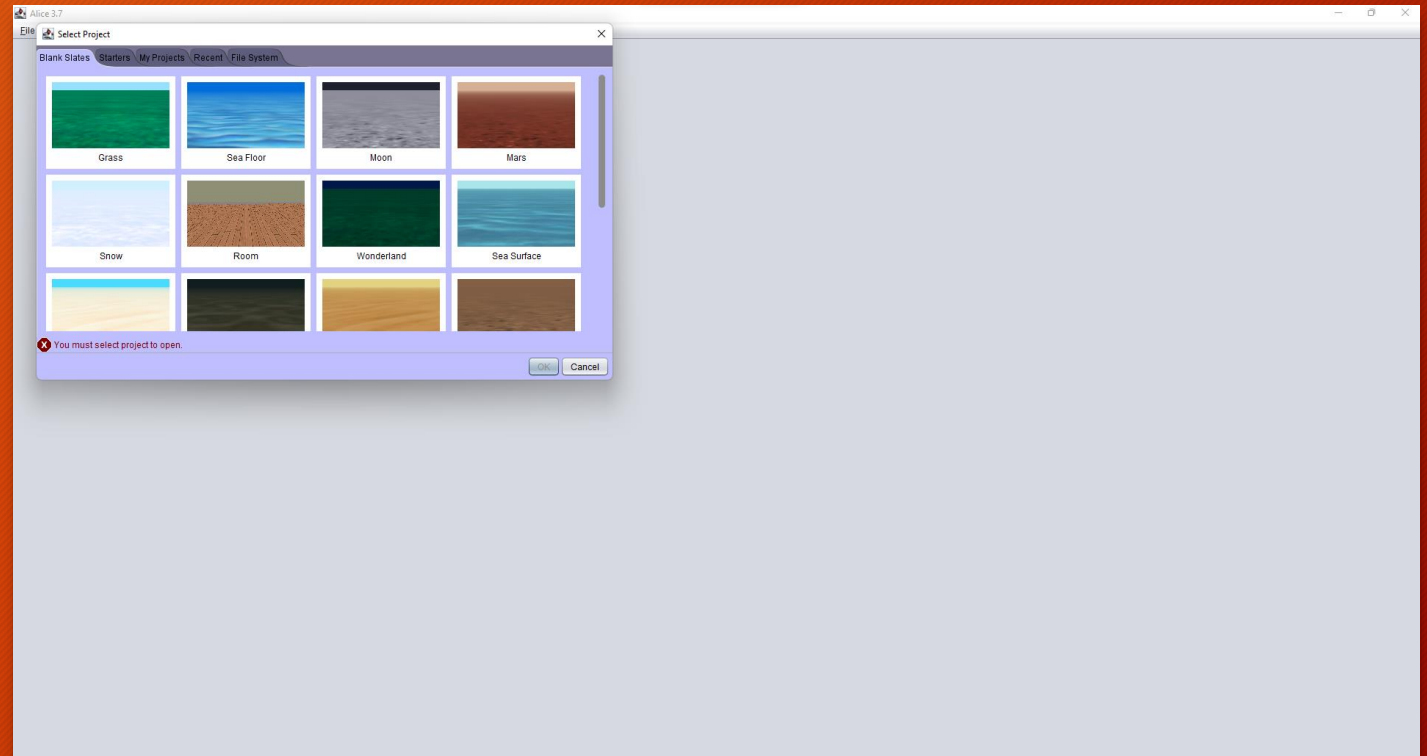 Alice 3.7
File
Select Project
Blank Slates Starters My Projects Recent File System
Grass Sea Floor Moon Mars
Snow Room Wonderland Sea Surface
X You must select project to open.
OK Cancel